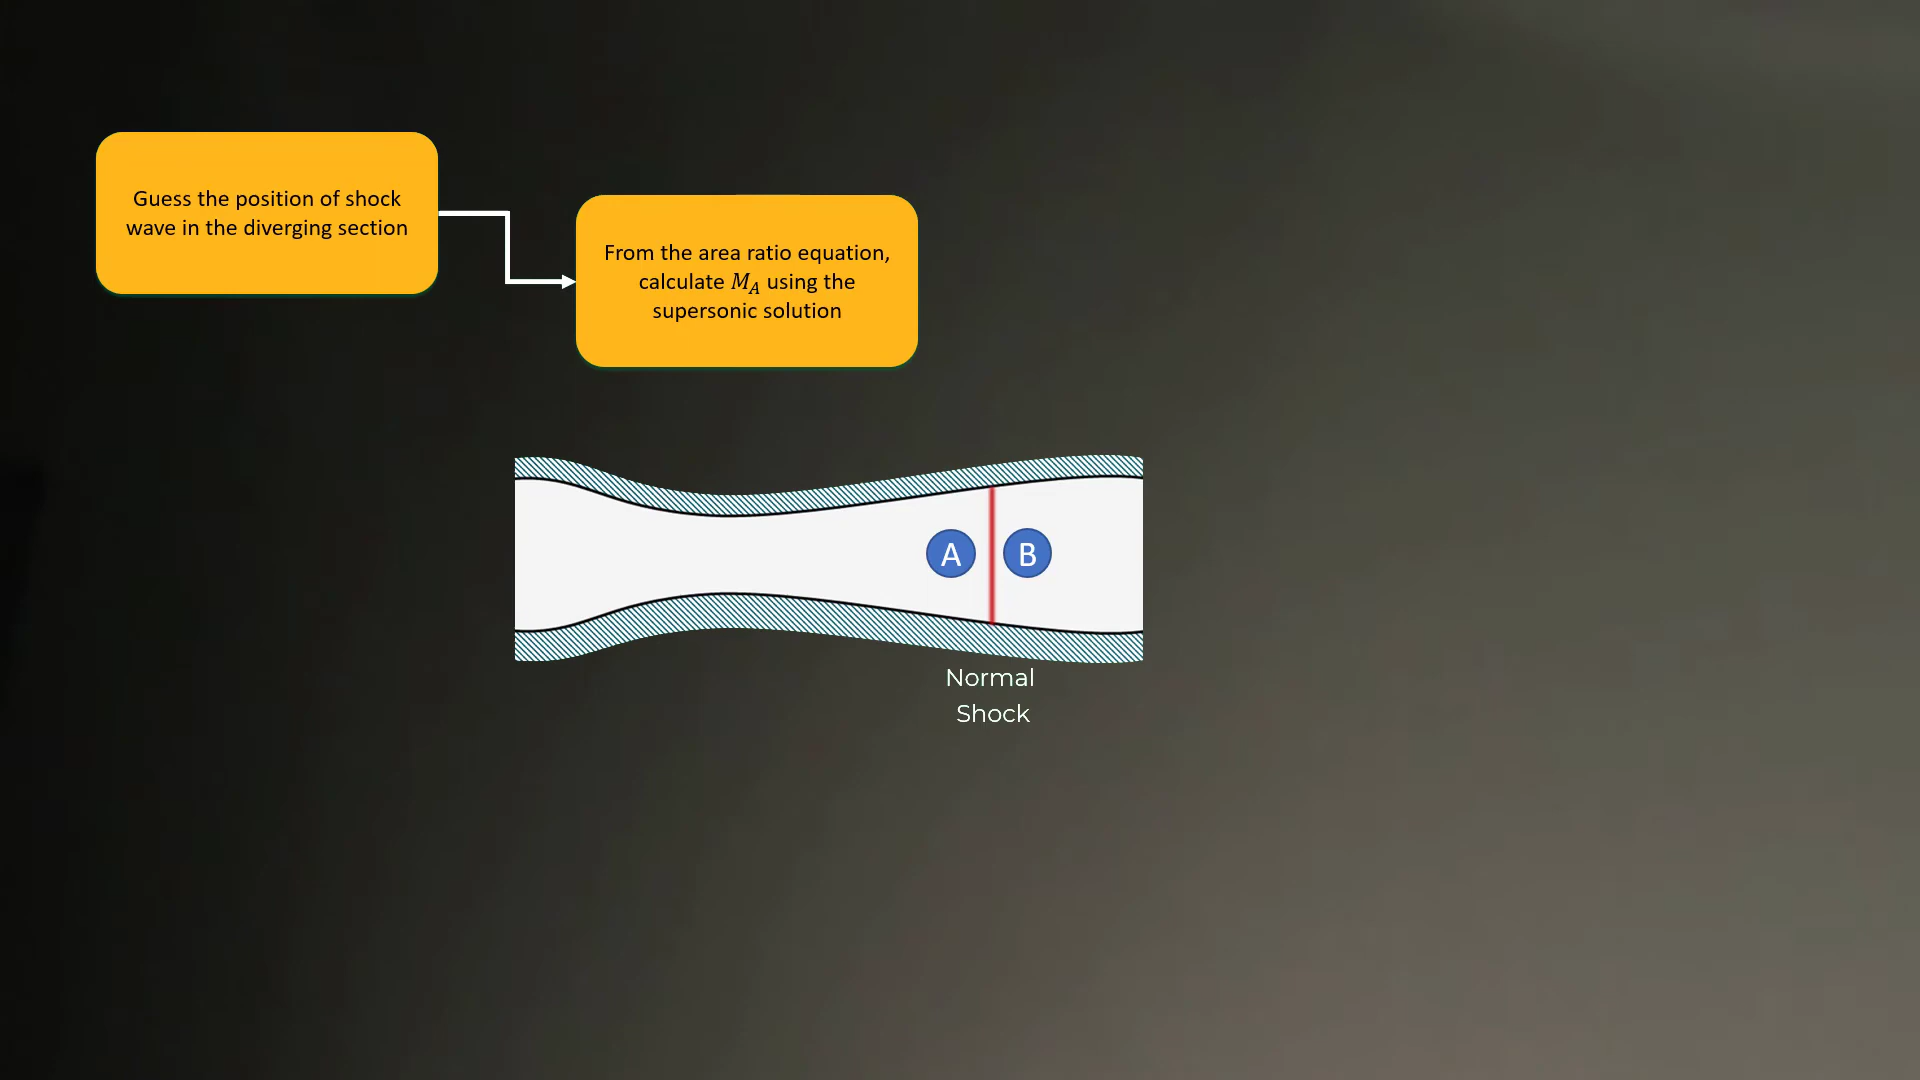 Guess the position of shock
wave in the diverging section
From the area ratio equation,
calculate M_A using the
supersonic solution
A
B
Normal
Shock